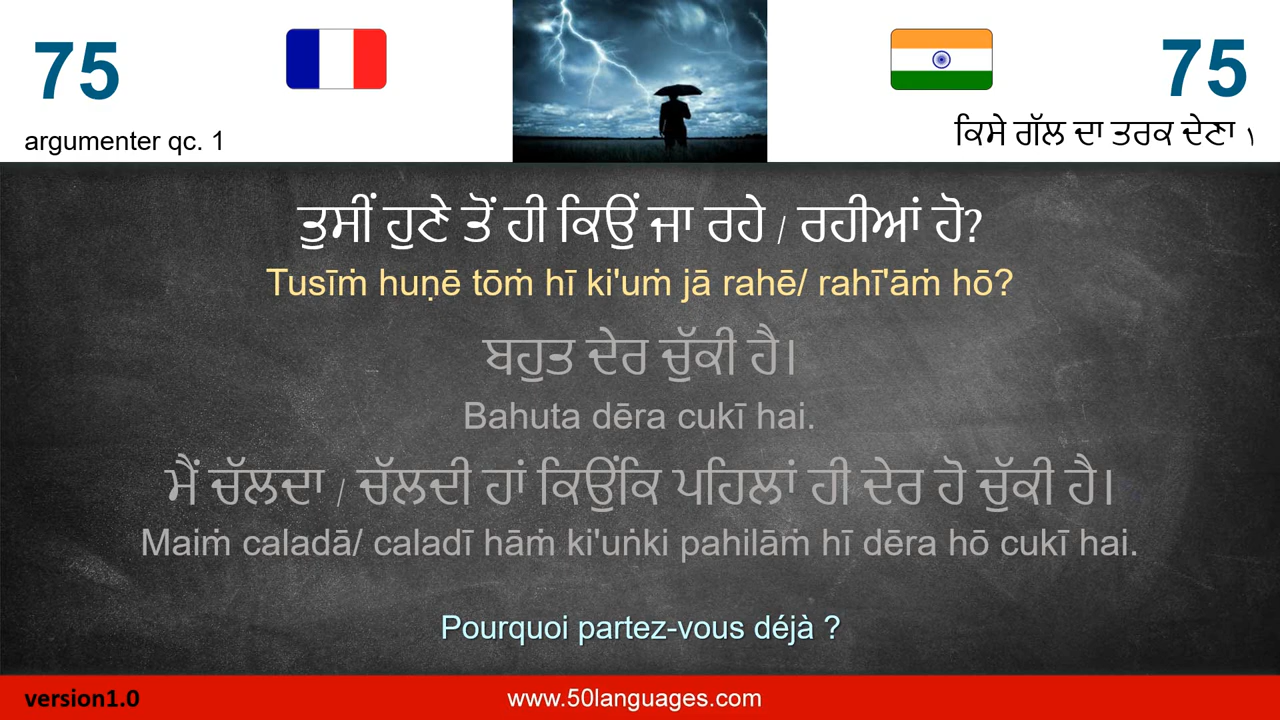 75
75
argumenter qc. 1
ਕਿਸੇ ਗੱਲ ਦਾ ਤਰਕ ਦੇਣਾ ੧
ਤੁਸੀਂ ਹੁਣੇ ਤੋਂ ਹੀ ਕਿਉਂ ਜਾ ਰਹੇ / ਰਹੀਆਂ ਹੋ?
Tusīṁ huṇē tōṁ hī ki'uṁ jā rahē/ rahī'āṁ hō?
ਬਹੁਤ ਦੇਰ ਚੁੱਕੀ ਹੈ।
Bahuta dēra cukī hai.
ਮੈਂ ਚੱਲਦਾ / ਚੱਲਦੀ ਹਾਂ ਕਿਉਂਕਿ ਪਹਿਲਾਂ ਹੀ ਦੇਰ ਹੋ ਚੁੱਕੀ ਹੈ।
Maiṁ caladā/ caladī hāṁ ki'uṅki pahilāṁ hī dēra hō cukī hai.
Pourquoi partez-vous déjà ?
version1.0
www.50languages.com